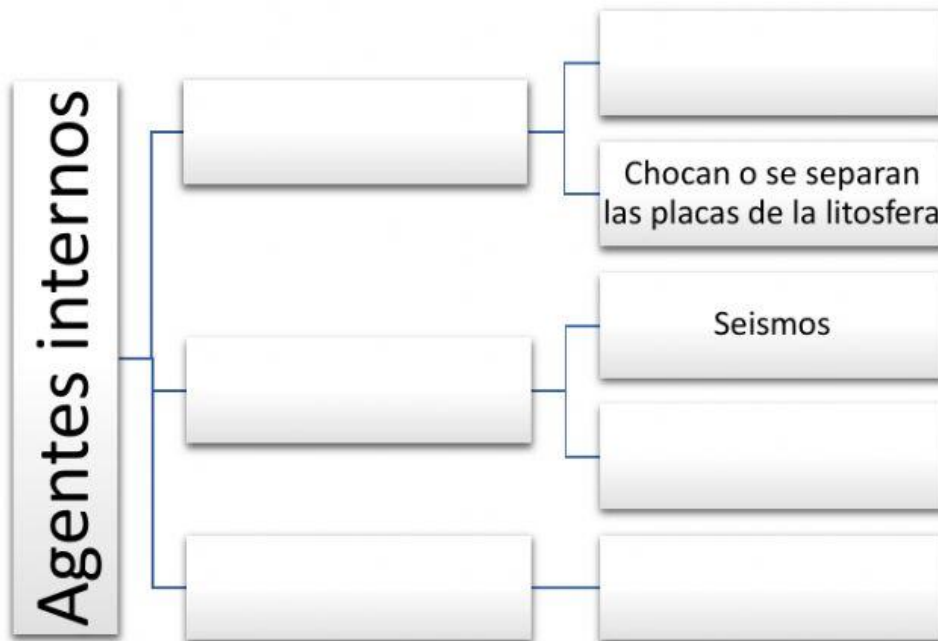 Agentes internos
Chocan o se separan
las placas de la litosfera
Seismos